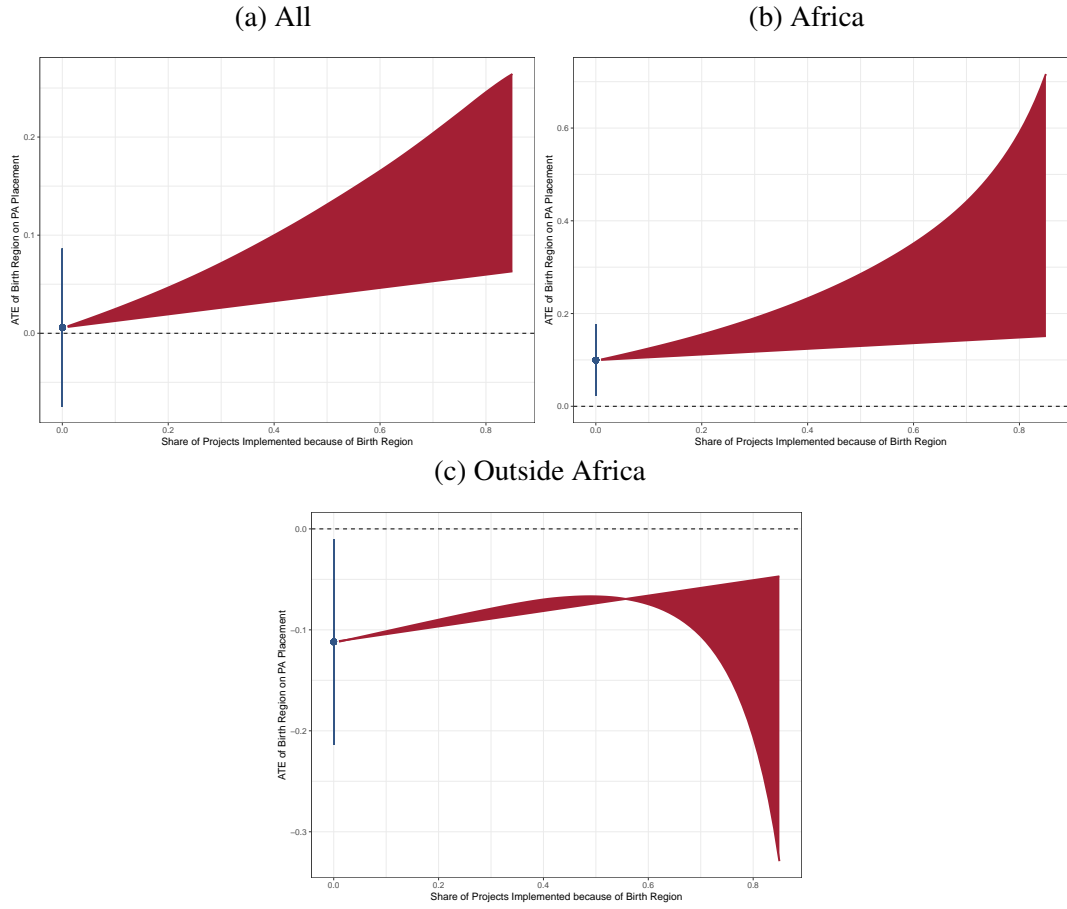 (a) All
ATE of Birth Region on PA Placement
0.2
0.1
0.0
0.0 0.2 0.4 0.6 0.8
Share of Projects Implemented because of Birth Region
(b) Africa
ATE of Birth Region on PA Placement
0.6
0.4
0.2
0.0
0.0 0.2 0.4 0.6 0.8
Share of Projects Implemented because of Birth Region
(c) Outside Africa
ATE of Birth Region on PA Placement
0.0
−0.1
−0.2
−0.3
0.0 0.2 0.4 0.6 0.8
Share of Projects Implemented because of Birth Region